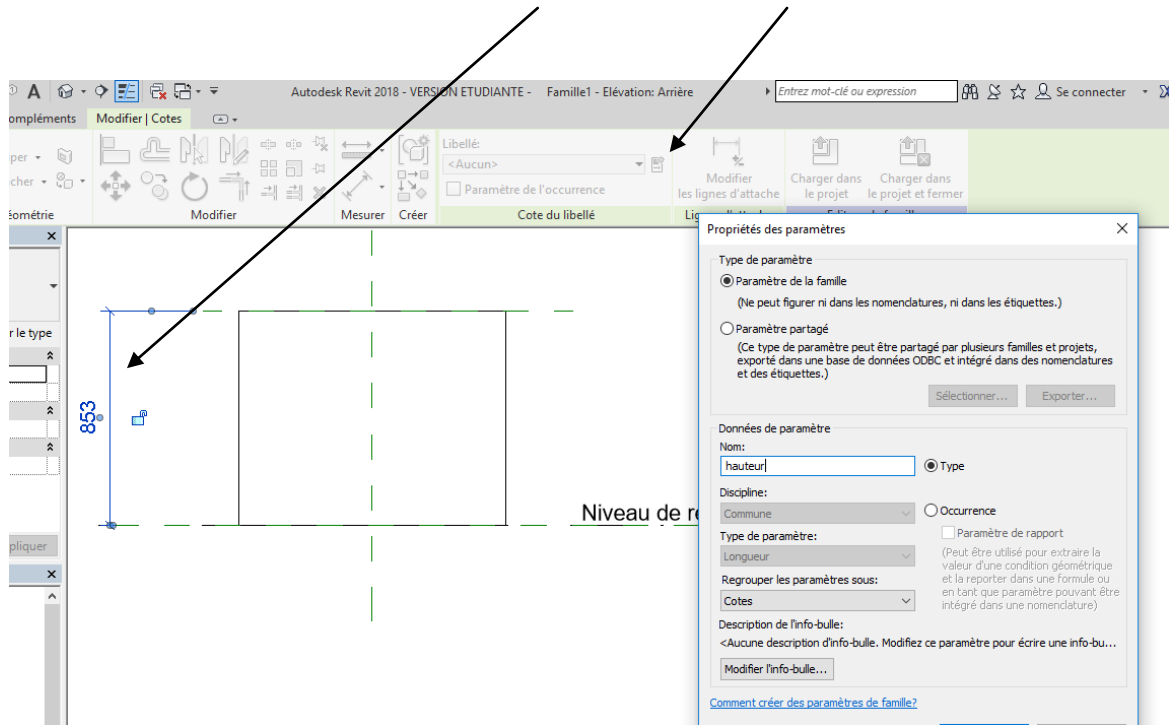 Autodesk Revit 2018 - VERSION ETUDIANTE - Famille1 - Elévation: Arrière
Entrez mot-clé ou expression
Se connecter
ompléments
Modifier | Cotes
Libellé:
<Aucun>
Paramètre de l'occurrence
per
cher
Modifier
les lignes d'attache
Charger dans
le projet
Charger dans
le projet et fermer
éométrie
Modifier
Mesurer
Créer
Cote du libellé
r le type
pliquer
853
Niveau de r
Propriétés des paramètres
Type de paramètre
Paramètre de la famille
(Ne peut figurer ni dans les nomenclatures, ni dans les étiquettes.)
Paramètre partagé
(Ce type de paramètre peut être partagé par plusieurs familles et projets,
exporté dans une base de données ODBC et intégré dans des nomenclatures
et des étiquettes.)
Sélectionner...
Exporter...
Données de paramètre
Nom:
hauteur
Type
Discipline:
Commune
Occurrence
Type de paramètre:
Paramètre de rapport
Longueur
(Peut être utilisé pour extraire la
valeur d'une condition géométrique
et la reporter dans une formule ou
en tant que paramètre pouvant être
intégré dans une nomenclature)
Regrouper les paramètres sous:
Cotes
Description de l'info-bulle:
<Aucune description d'info-bulle. Modifiez ce paramètre pour écrire une info-bu...
Modifier l'info-bulle...
Comment créer des paramètres de famille?